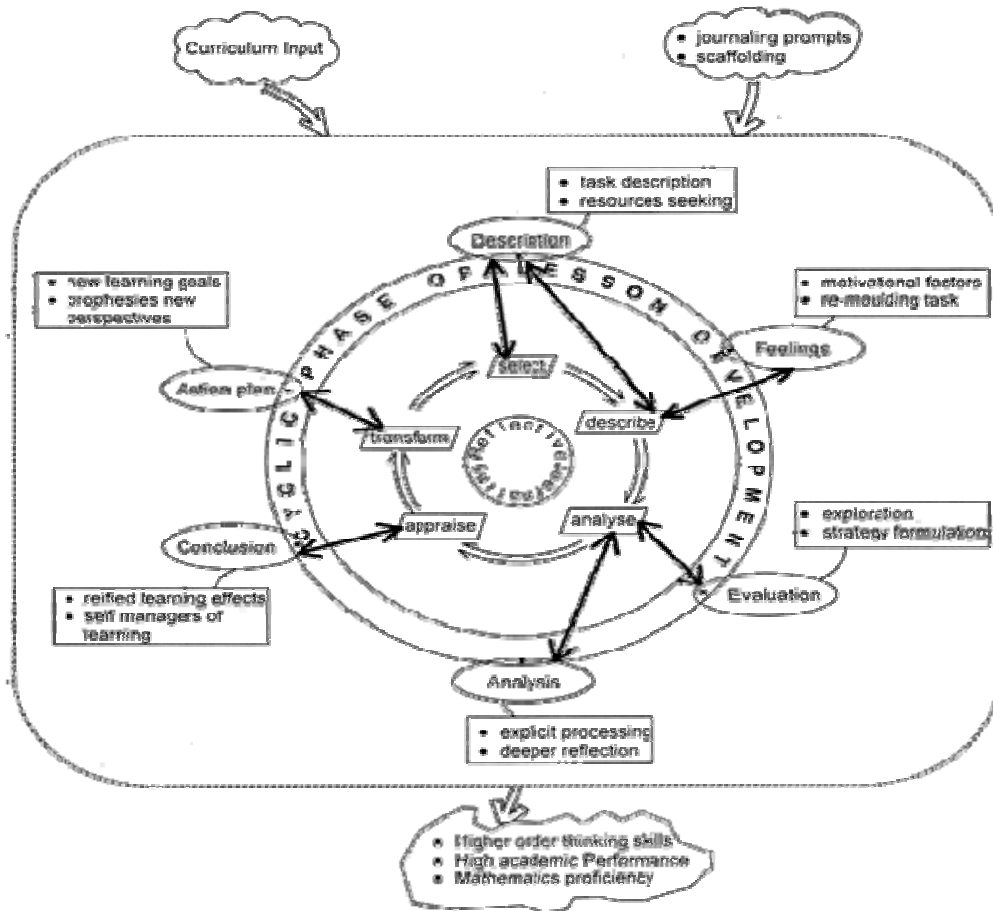 Curriculum Input
• journaling prompts
• scaffolding
• task description
• resources seeking
Description
• new learning goals
• prophesies new
perspectives
• motivational factors
• re-moulding task
Feelings
Action plan
CYCLIC PHASE OF LESSON DEVELOPMENT
select
describe
transform
Reflective
appraise
analyse
• exploration
• strategy formulation
Conclusion
Evaluation
• reified learning effects
• self managers of
learning
Analysis
• explicit processing
• deeper reflection
• Higher order thinking skills
• High academic Performance
• Mathematics proficiency